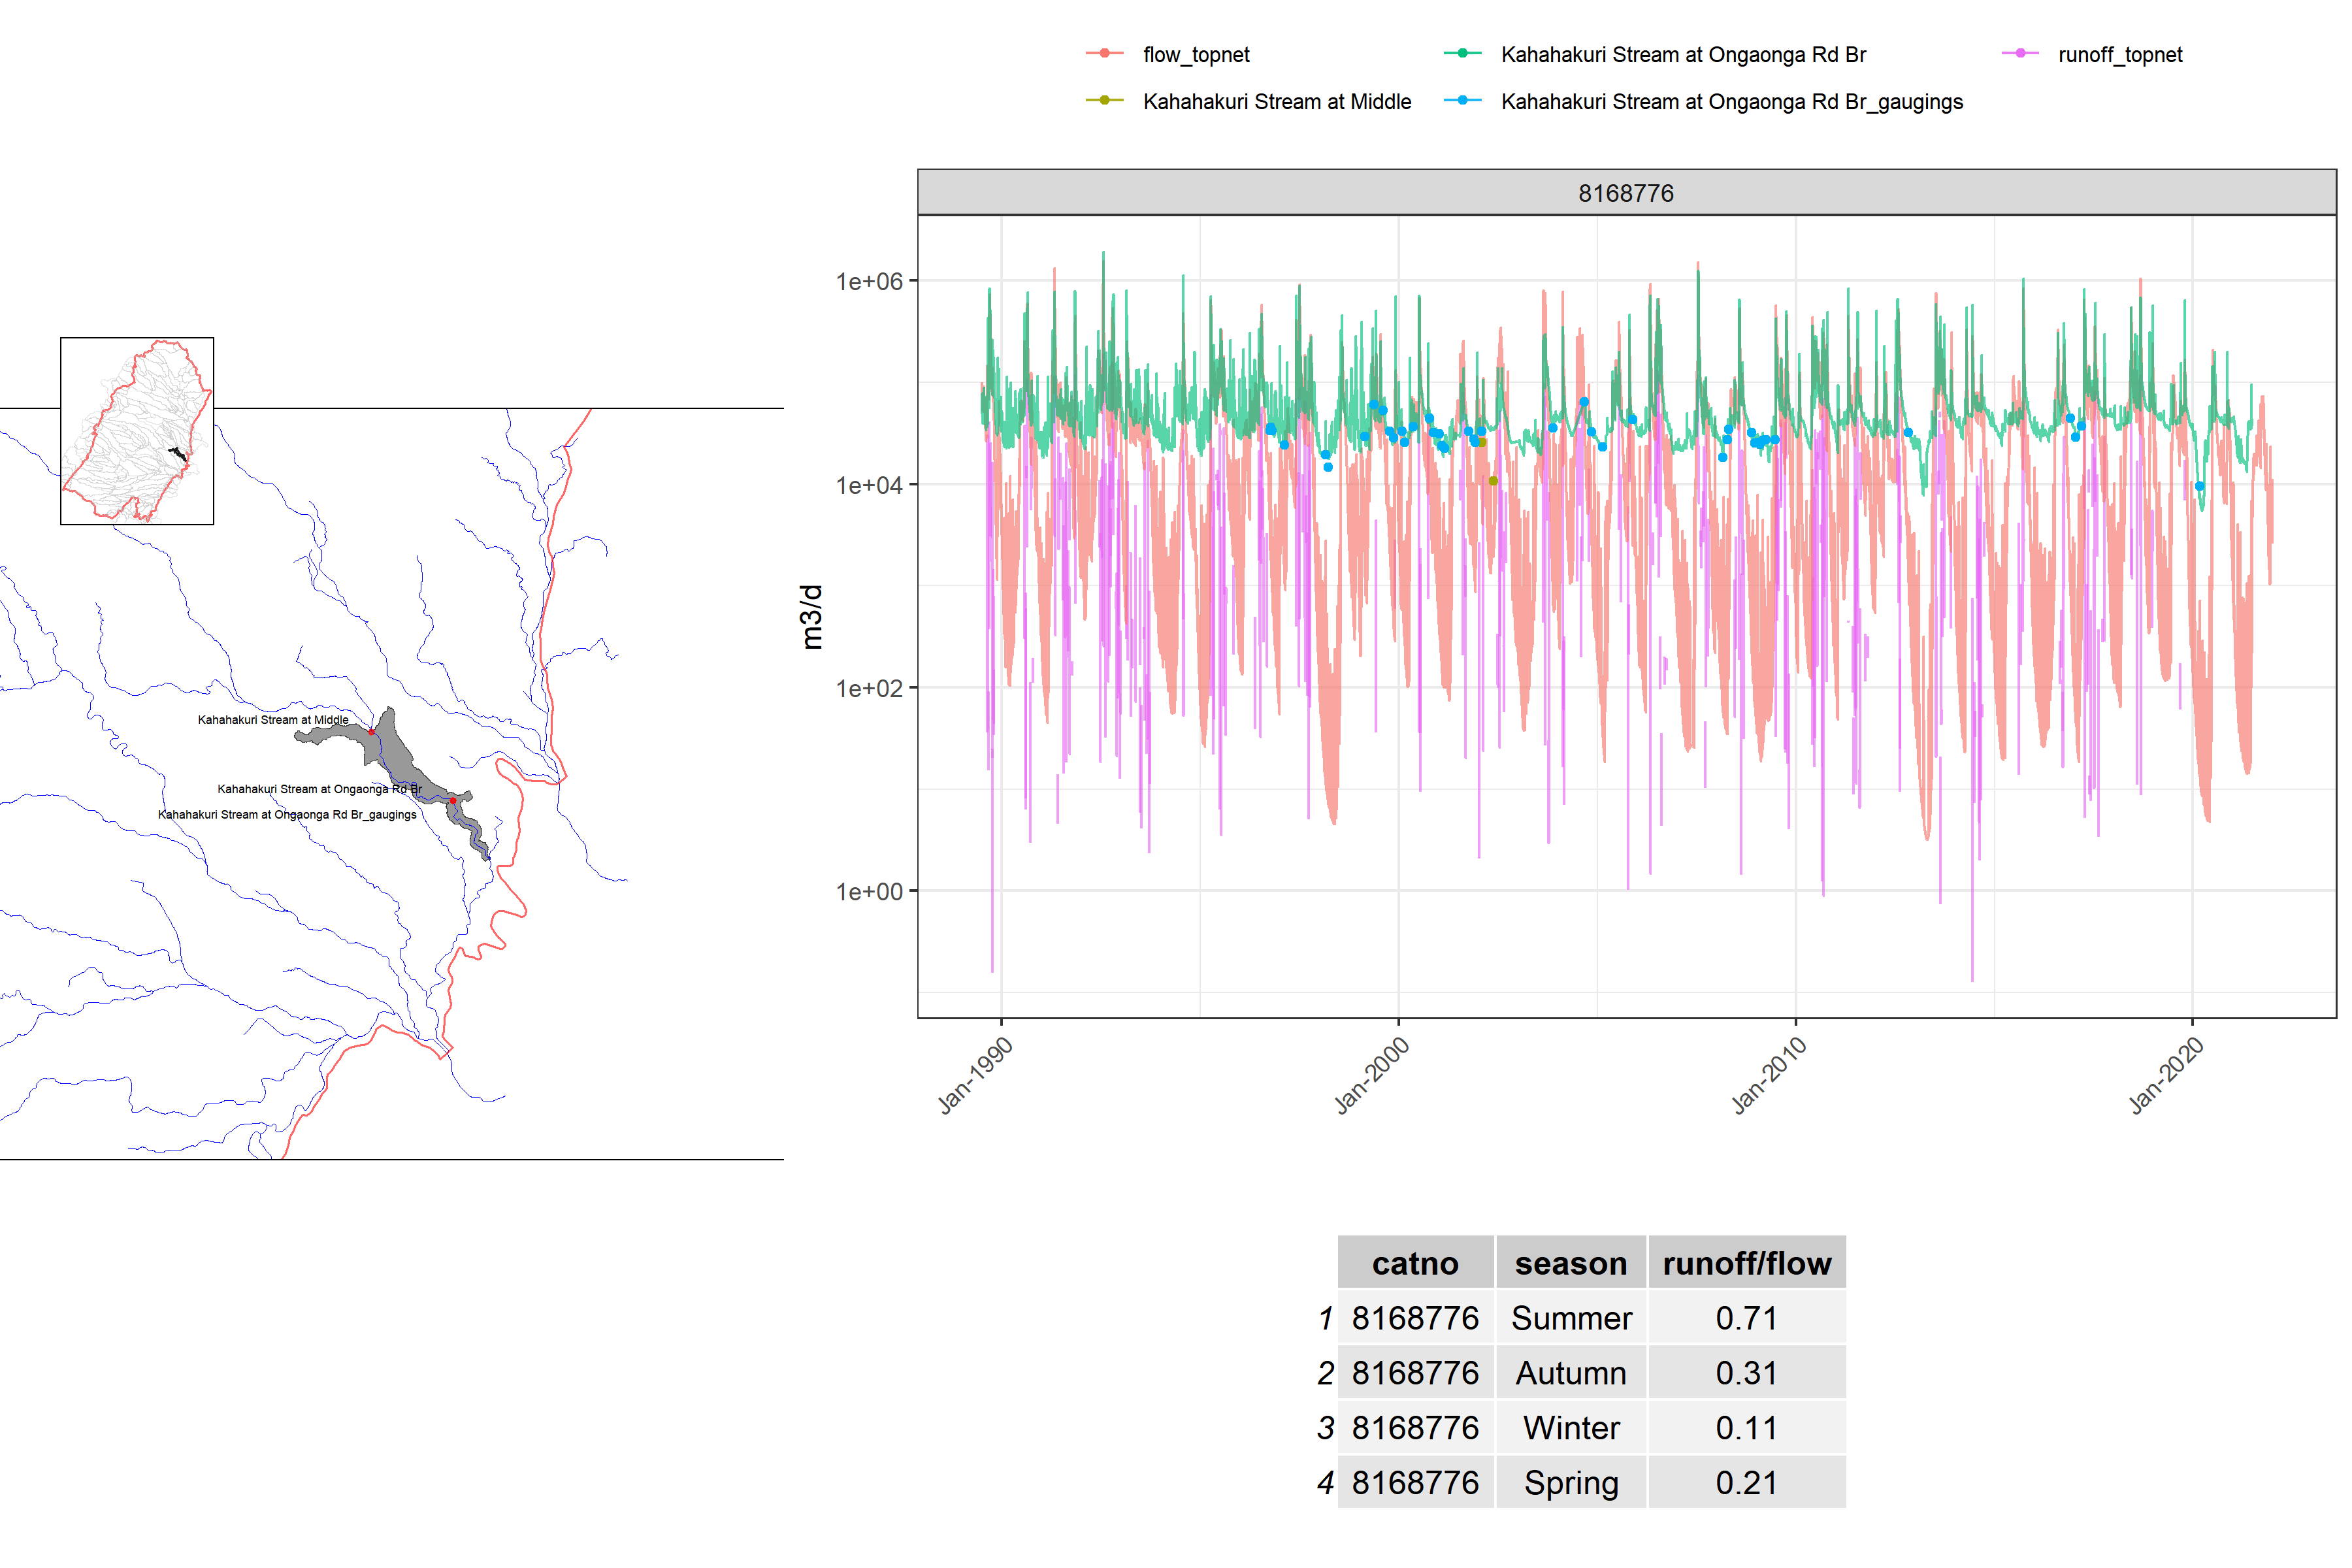 flow_topnet
Kahahakuri Stream at Ongaonga Rd Br
runoff_topnet
Kahahakuri Stream at Middle
Kahahakuri Stream at Ongaonga Rd Br_gaugings
8168776
1e+06
1e+04
1e+02
1e+00
m3/d
Jan-1990
Jan-2000
Jan-2010
Jan-2020
Kahahakuri Stream at Middle
Kahahakuri Stream at Ongaonga Rd Br
Kahahakuri Stream at Ongaonga Rd Br_gaugings
catno season runoff/flow
1 8168776 Summer 0.71
2 8168776 Autumn 0.31
3 8168776 Winter 0.11
4 8168776 Spring 0.21